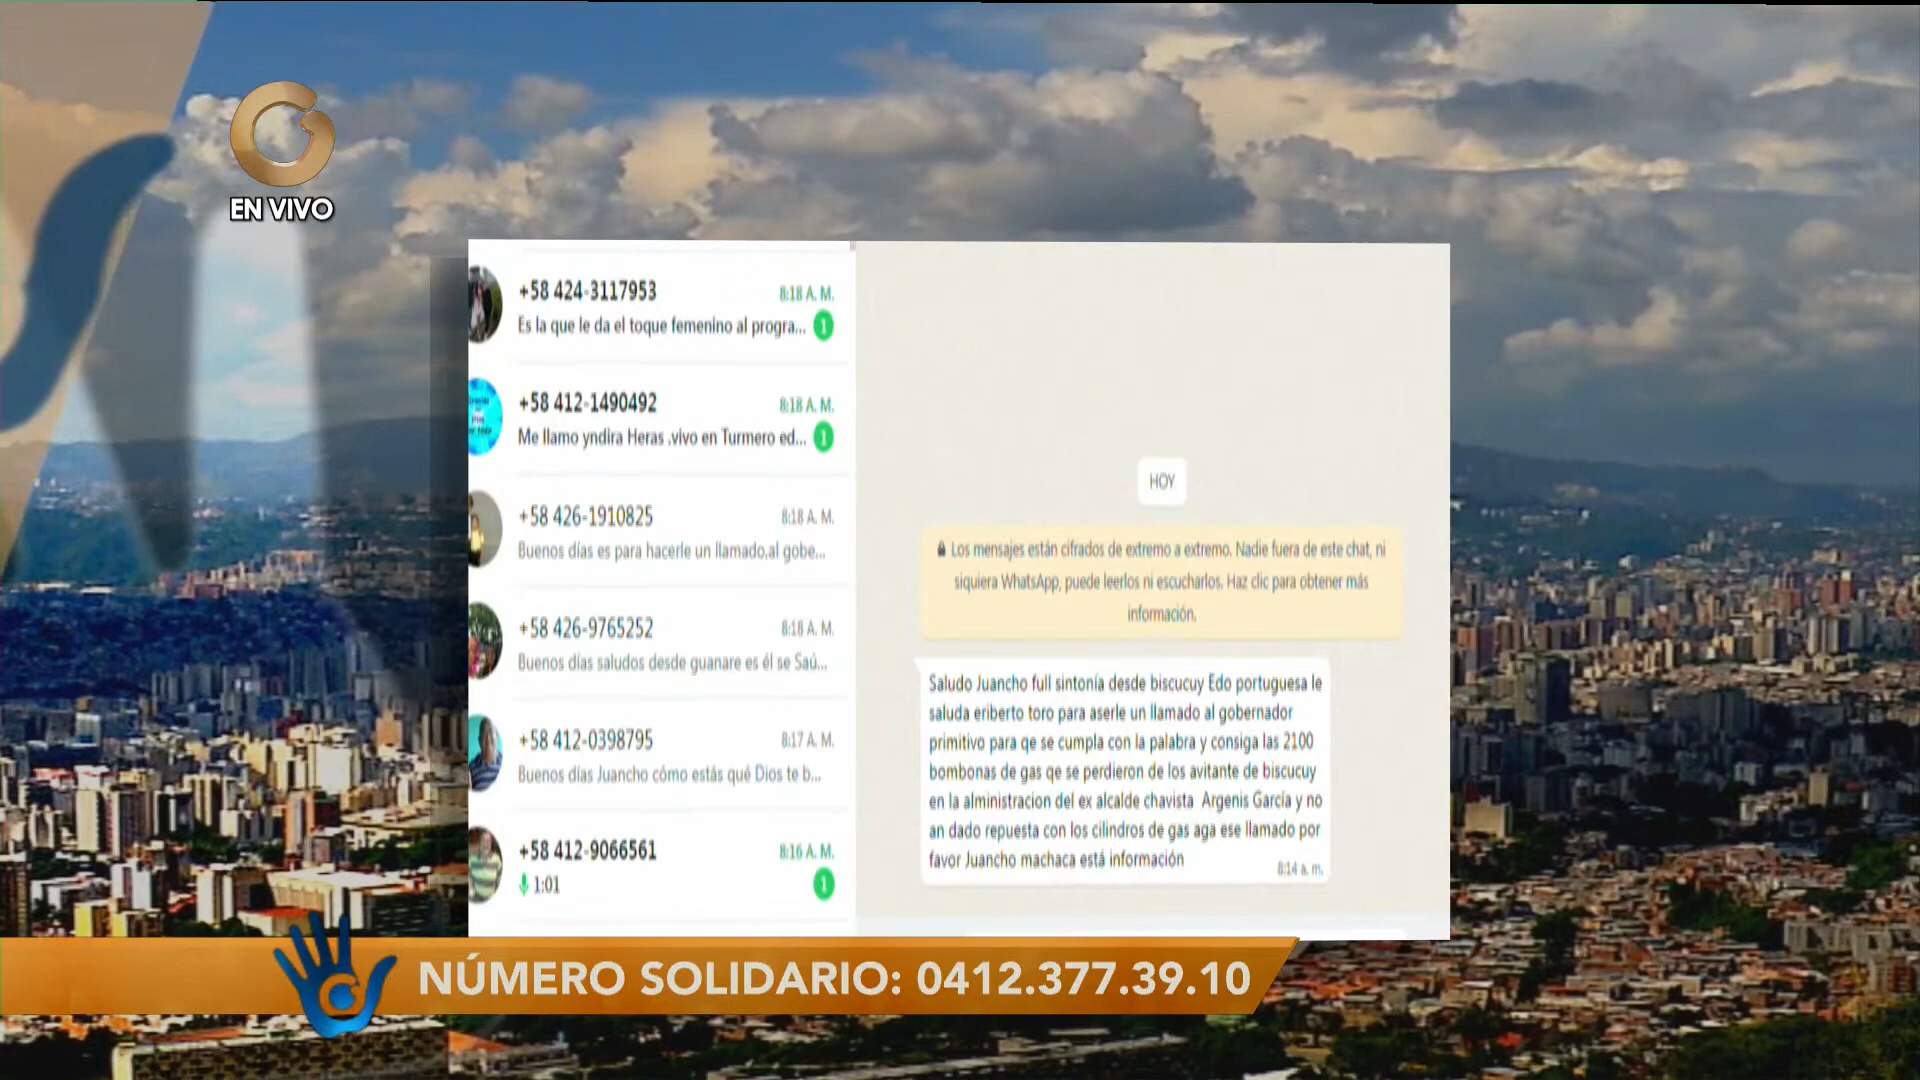 EN VIVO
+58 424-3117953
8:18 A. M.
Es la que le da el toque femenino al progra...
1
+58 412-1490492
8:18 A. M.
Me llamo yndira Heras .vivo en Turmero ed...
1
+58 426-1910825
8:18 A. M.
Buenos días es para hacerle un llamado,al gobe...
+58 426-9765252
8:18 A. M.
Buenos días saludos desde guanare es él se Saú...
+58 412-0398795
8:17 A. M.
Buenos días Juancho cómo estás qué Dios te b...
+58 412-9066561
8:16 A. M.
1:01
1
HOY
Los mensajes están cifrados de extremo a extremo. Nadie fuera de este chat, ni
siquiera WhatsApp, puede leerlos ni escucharlos. Haz clic para obtener más
información.
Saludo Juancho full sintonía desde biscucuy Edo portuguesa le
saluda eriberto toro para aserle un llamado al gobernador
primitivo para qe se cumpla con la palabra y consiga las 2100
bombonas de gas qe se perdieron de los avitante de biscucuy
en la alministracion del ex alcalde chavista Argenis García y no
an dado repuesta con los cilindros de gas aga ese llamado por
favor Juancho machaca está información
8:14 a. m.
NÚMERO SOLIDARIO: 0412.377.39.10